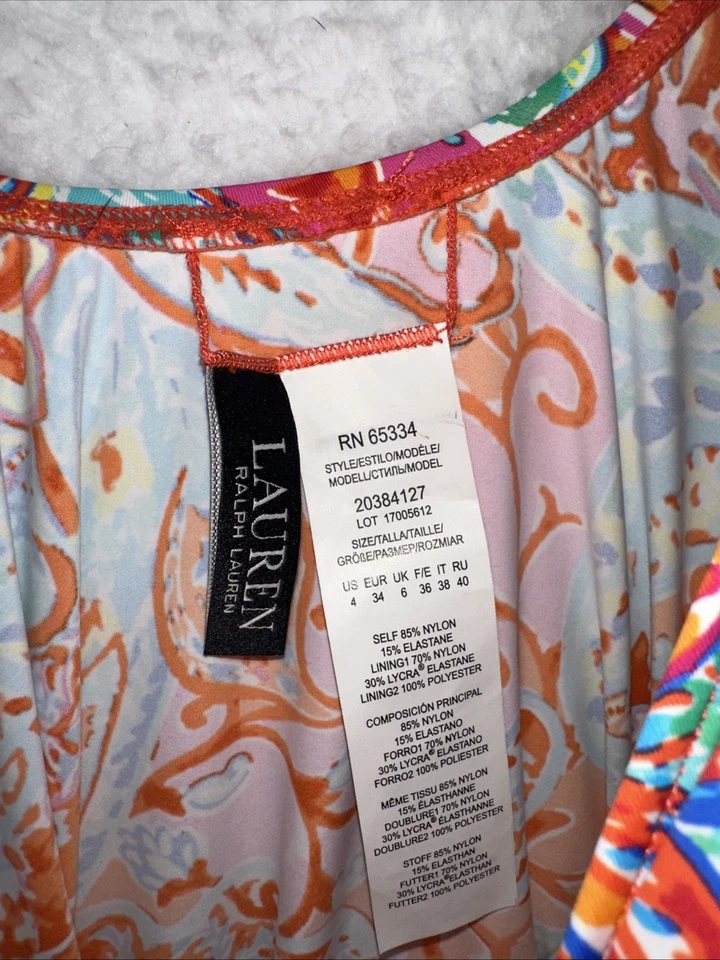 LAUREN
RALPH LAUREN
RN 65334
STYLE/ESTILO/MODÈLE/
MODELL/СТИЛЬ/MODEL
20384127
LOT 17005612
SIZE/TALLA/TAILLE/
GRÖßE/РАЗМЕР/ROZMIAR
US EUR UK F/E IT RU
4 34 6 36 38 40
SELF 85% NYLON
15% ELASTANE
LINING1 70% NYLON
30% LYCRA® ELASTANE
LINING2 100% POLYESTER
COMPOSICIÓN PRINCIPAL
85% NYLON
15% ELASTANO
FORRO1 70% NYLON
30% LYCRA® ELASTANO
FORRO2 100% POLIESTER
MÊME TISSU 85% NYLON
15% ÉLASTHANNE
DOUBLURE1 70% NYLON
30% LYCRA® ÉLASTHANNE
DOUBLURE2 100% POLYESTER
STOFF 85% NYLON
15% ELASTHAN
FUTTER1 70% NYLON
30% LYCRA® ELASTHAN
FUTTER2 100% POLYESTER